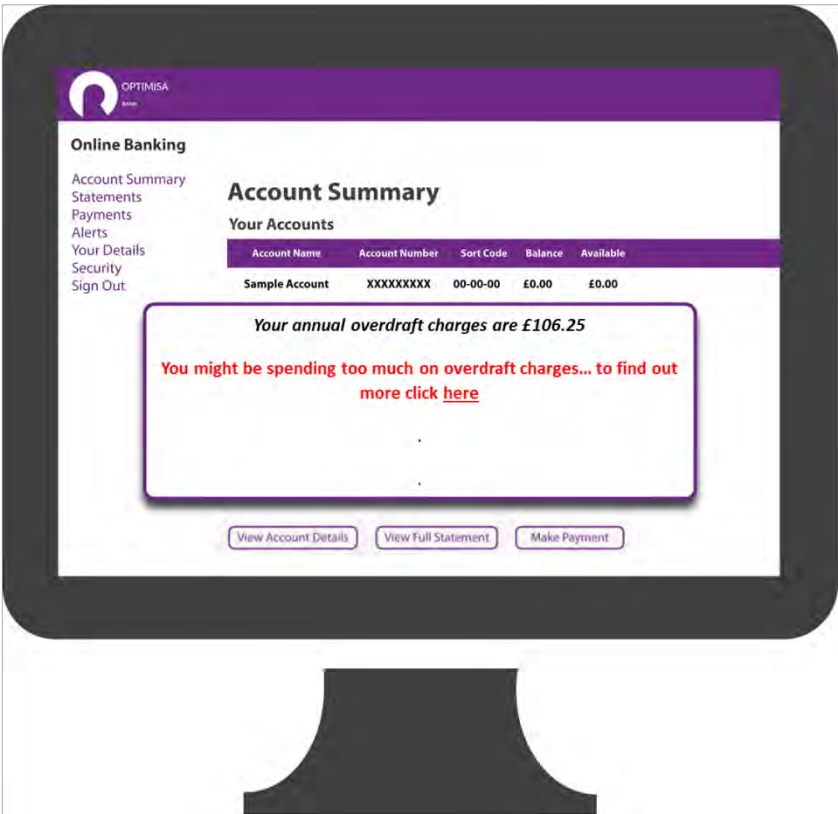 OPTIMISA
BANK
Online Banking
Account Summary
Statements
Payments
Alerts
Your Details
Security
Sign Out
Account Summary
Your Accounts
Account Name Account Number Sort Code Balance Available
Sample Account XXXXXXXXX 00-00-00 £0.00 £0.00
Your annual overdraft charges are £106.25
You might be spending too much on overdraft charges... to find out
more click here
.
.
View Account Details View Full Statement Make Payment